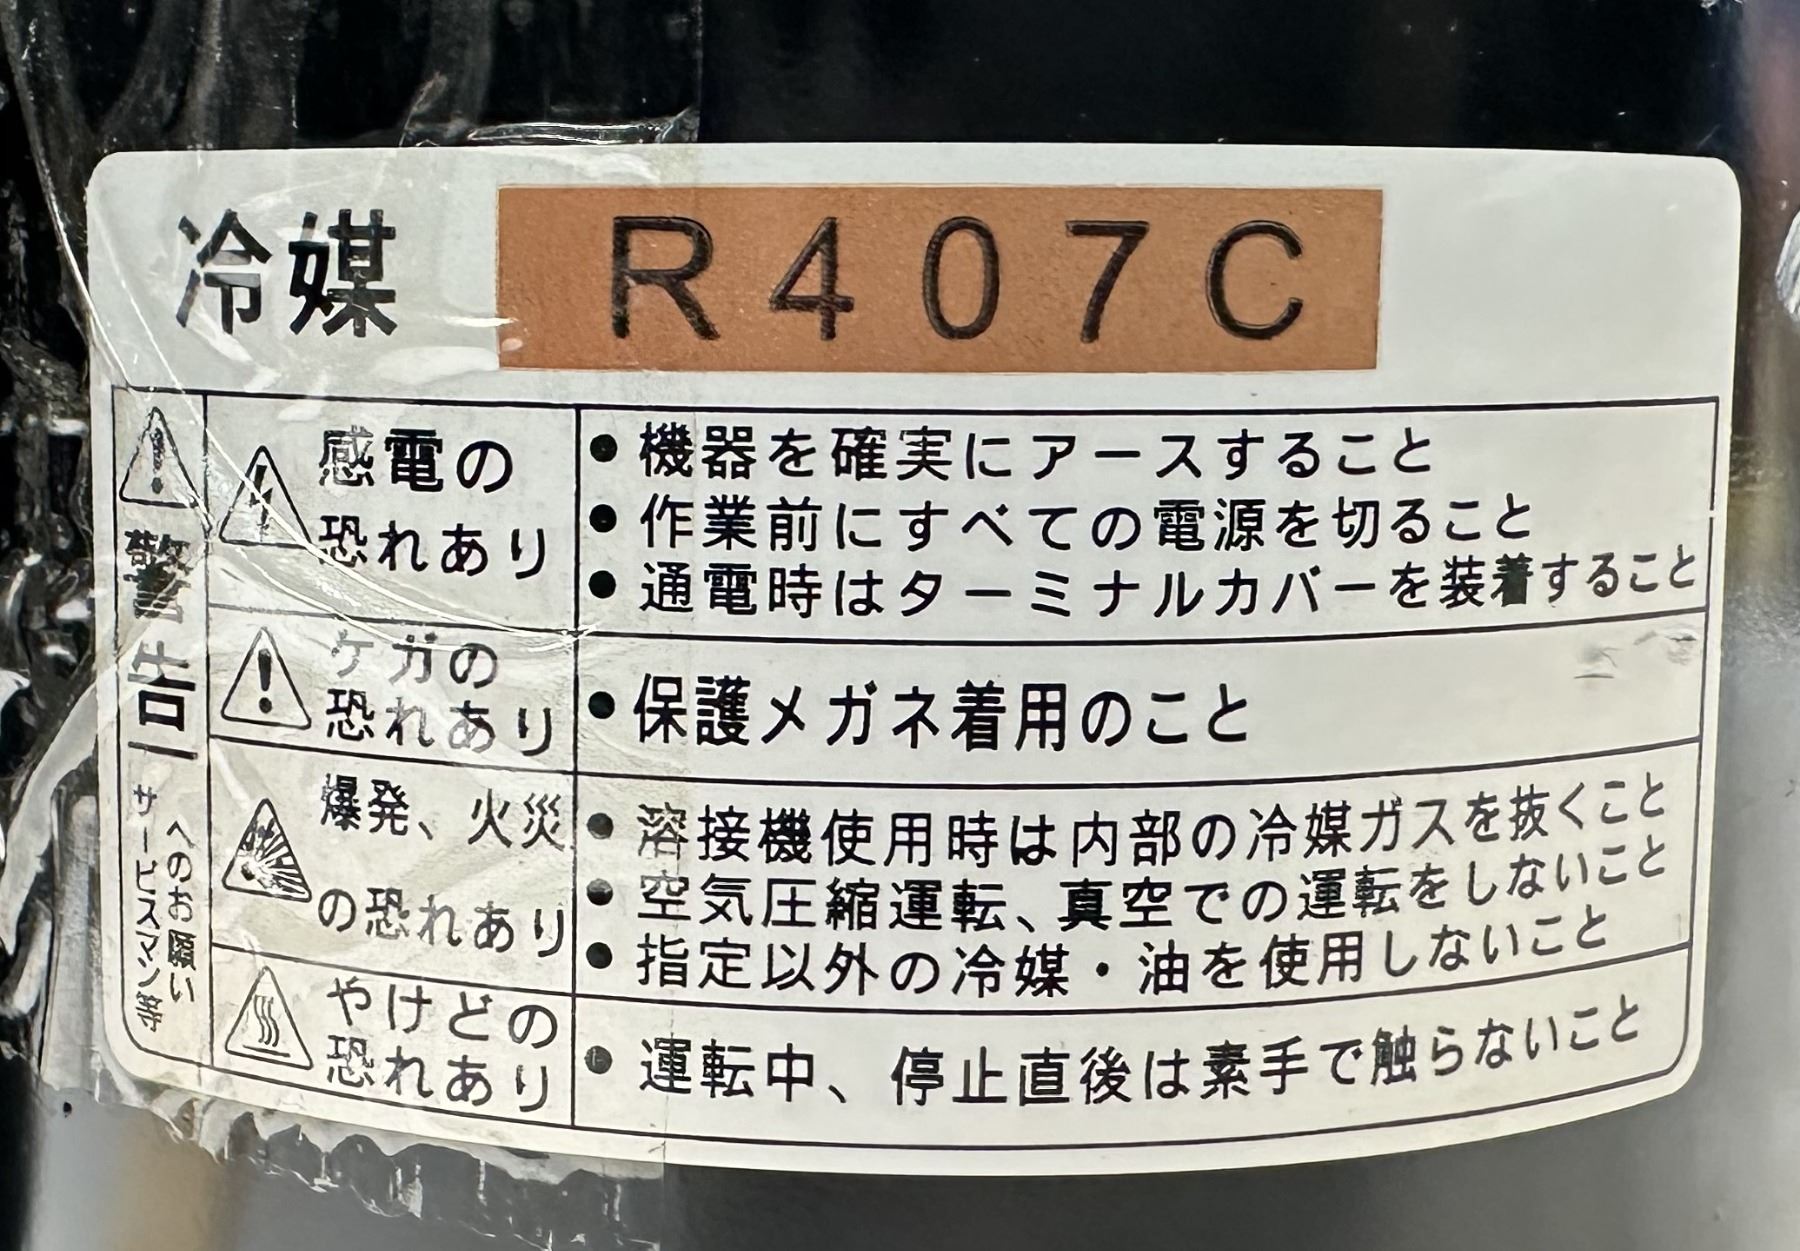 冷媒 R407C
警告
サービスマン等
へのお願い
感電の
恐れあり
・機器を確実にアースすること
・作業前にすべての電源を切ること
・通電時はターミナルカバーを装着すること
ケガの
恐れあり
・保護メガネ着用のこと
爆発、火災
の恐れあり
・溶接機使用時は内部の冷媒ガスを抜くこと
・空気圧縮運転、真空での運転をしないこと
・指定以外の冷媒・油を使用しないこと
やけどの
恐れあり
・運転中、停止直後は素手で触らないこと